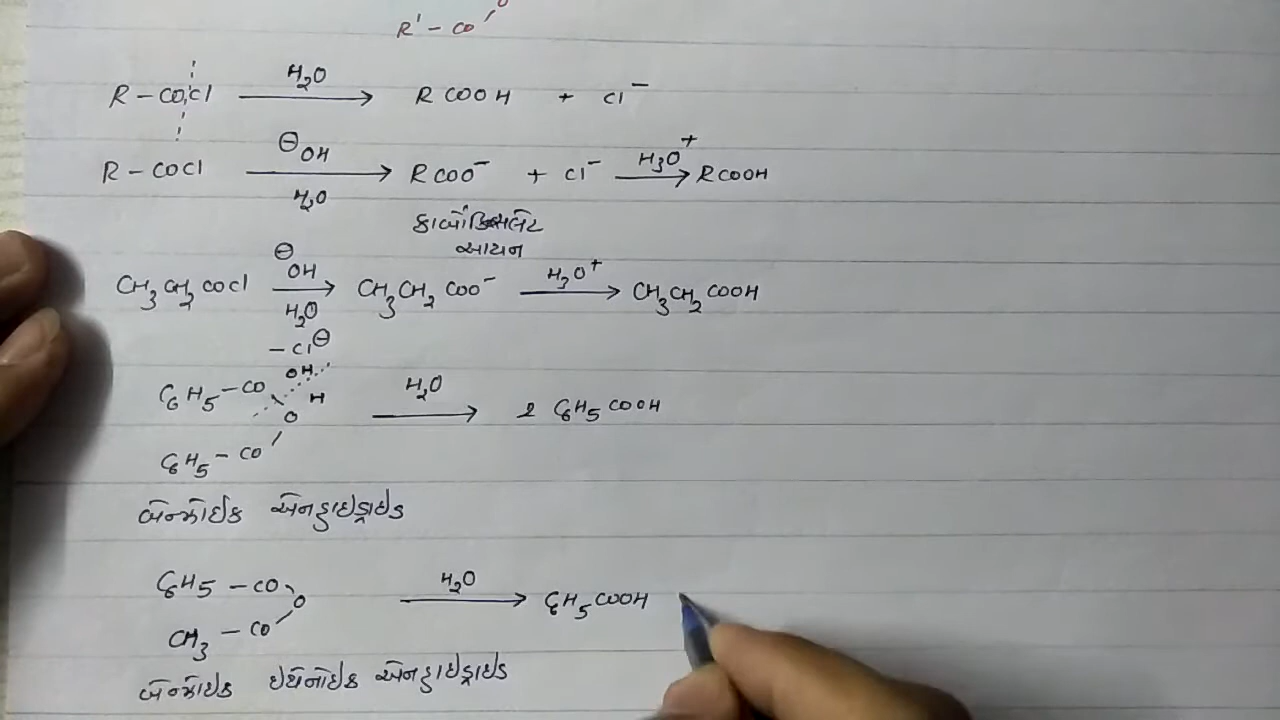 R' - CO
R - COCl H₂O → RCOOH + Cl⁻
R - COCl ⊖OH H₂O → RCOO⁻ + Cl⁻ H₃O⁺ → RCOOH
કાર્બોક્સિલેટ
આયન
CH₃CH₂COCl ⊖OH H₂O → CH₃CH₂COO⁻ H₃O⁺ → CH₃CH₂COOH
- Cl⊖
OH H
C₆H₅ - CO O H₂O → 2 C₆H₅COOH
C₆H₅ - CO
બેન્ઝોઇક એનહાઇડ્રાઇડ
C₆H₅ - CO O H₂O → C₆H₅COOH
CH₃ - CO
બેન્ઝોઇક ઇથેનોઇક એનહાઇડ્રાઇડ